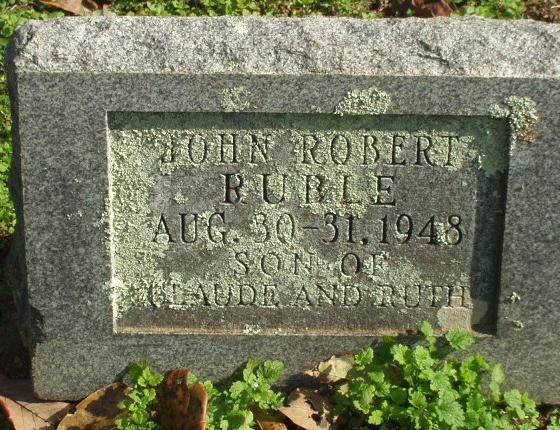 JOHN ROBERT
RUBLE
AUG. 30-31, 1948
SON OF
CLAUDE AND RUTH